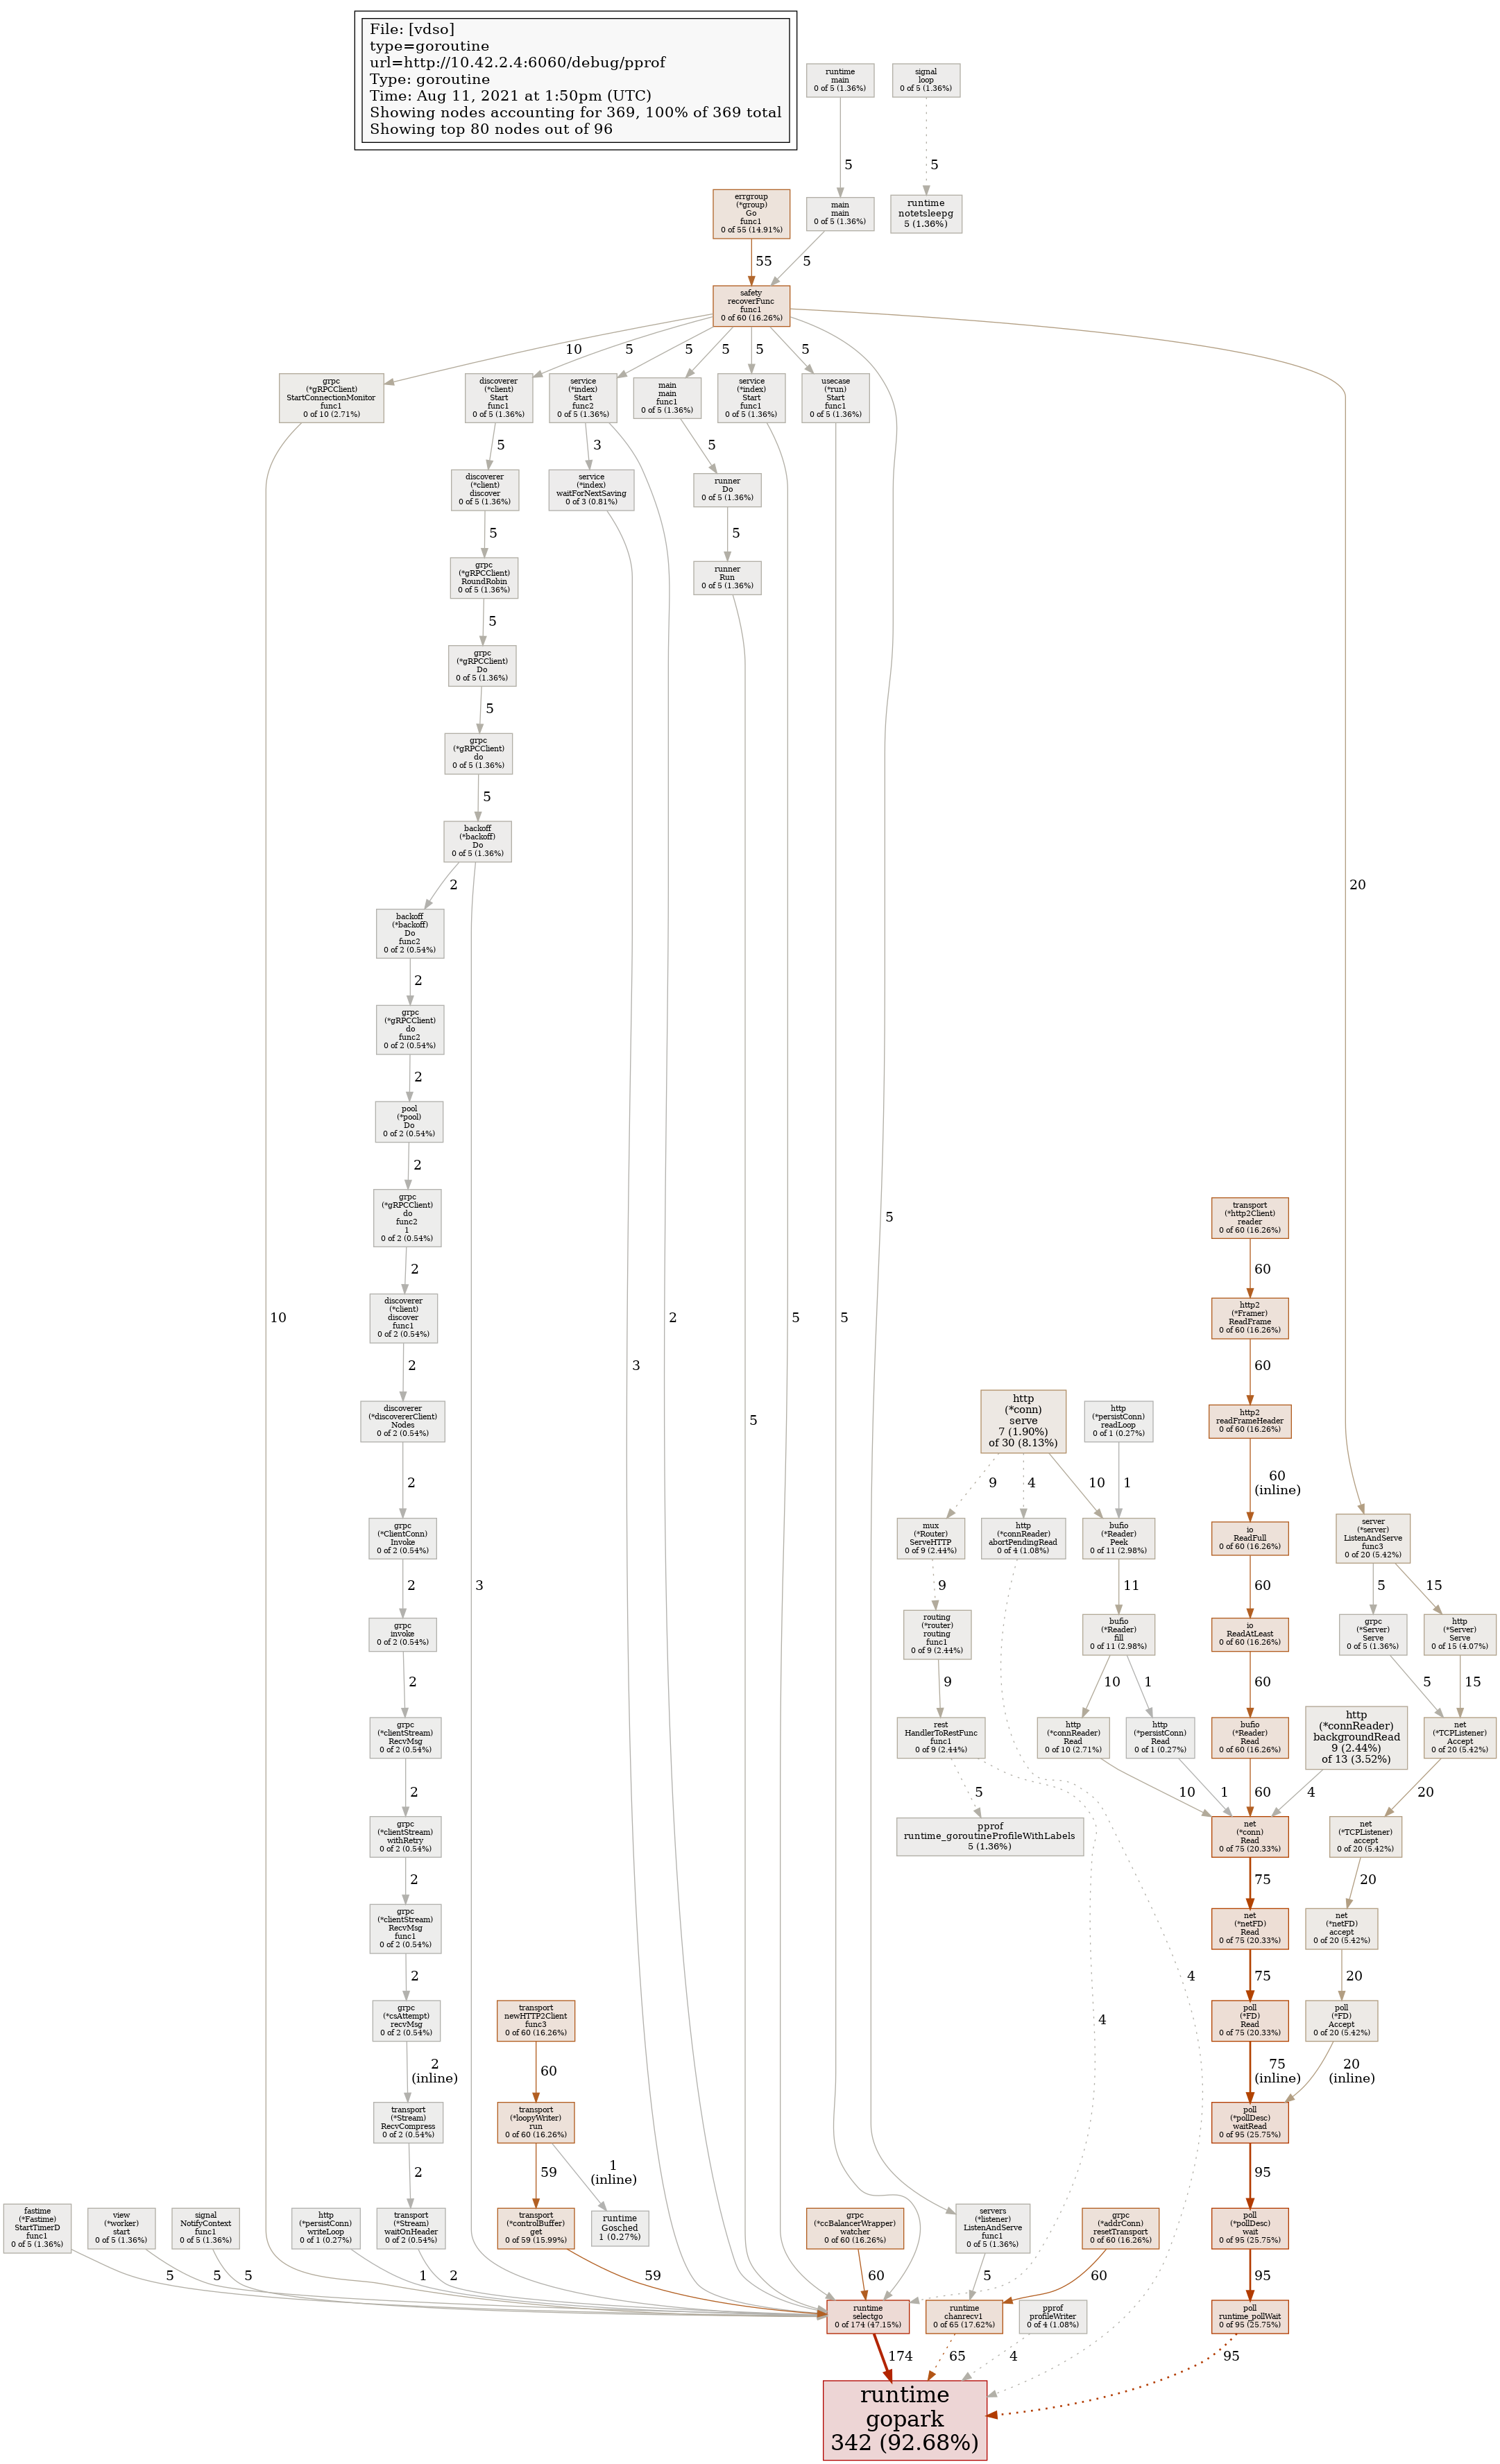 File: [vdso]
type=goroutine
url=http://10.42.2.4:6060/debug/pprof
Type: goroutine
Time: Aug 11, 2021 at 1:50pm (UTC)
Showing nodes accounting for 369, 100% of 369 total
Showing top 80 nodes out of 96
runtime
main
0 of 5 (1.36%)
signal
loop
0 of 5 (1.36%)
5
5
errgroup
(*group)
Go
func1
0 of 55 (14.91%)
main
main
0 of 5 (1.36%)
runtime
notetsleepg
5 (1.36%)
55
5
safety
recoverFunc
func1
0 of 60 (16.26%)
10
5
5
5
5
5
grpc
(*gRPCClient)
StartConnectionMonitor
func1
0 of 10 (2.71%)
discoverer
(*client)
Start
func1
0 of 5 (1.36%)
service
(*index)
Start
func2
0 of 5 (1.36%)
main
main
func1
0 of 5 (1.36%)
service
(*index)
Start
func1
0 of 5 (1.36%)
usecase
(*run)
Start
func1
0 of 5 (1.36%)
5
3
5
discoverer
(*client)
discover
0 of 5 (1.36%)
service
(*index)
waitForNextSaving
0 of 3 (0.81%)
runner
Do
0 of 5 (1.36%)
5
5
grpc
(*gRPCClient)
RoundRobin
0 of 5 (1.36%)
runner
Run
0 of 5 (1.36%)
5
grpc
(*gRPCClient)
Do
0 of 5 (1.36%)
5
grpc
(*gRPCClient)
do
0 of 5 (1.36%)
5
backoff
(*backoff)
Do
0 of 5 (1.36%)
2
20
backoff
(*backoff)
Do
func2
0 of 2 (0.54%)
2
grpc
(*gRPCClient)
do
func2
0 of 2 (0.54%)
2
pool
(*pool)
Do
0 of 2 (0.54%)
2
grpc
(*gRPCClient)
do
func2
1
0 of 2 (0.54%)
5
transport
(*http2Client)
reader
0 of 60 (16.26%)
2
60
discoverer
(*client)
discover
func1
0 of 2 (0.54%)
10
2
5
5
http2
(*Framer)
ReadFrame
0 of 60 (16.26%)
2
3
60
discoverer
(*discovererClient)
Nodes
0 of 2 (0.54%)
5
http
(*conn)
serve
7 (1.90%)
of 30 (8.13%)
http
(*persistConn)
readLoop
0 of 1 (0.27%)
http2
readFrameHeader
0 of 60 (16.26%)
2
9
4
10
1
60
(inline)
grpc
(*ClientConn)
Invoke
0 of 2 (0.54%)
mux
(*Router)
ServeHTTP
0 of 9 (2.44%)
http
(*connReader)
abortPendingRead
0 of 4 (1.08%)
bufio
(*Reader)
Peek
0 of 11 (2.98%)
io
ReadFull
0 of 60 (16.26%)
server
(*server)
ListenAndServe
func3
0 of 20 (5.42%)
2
3
9
11
60
5
15
grpc
invoke
0 of 2 (0.54%)
routing
(*router)
routing
func1
0 of 9 (2.44%)
bufio
(*Reader)
fill
0 of 11 (2.98%)
io
ReadAtLeast
0 of 60 (16.26%)
grpc
(*Server)
Serve
0 of 5 (1.36%)
http
(*Server)
Serve
0 of 15 (4.07%)
2
9
10
1
60
5
15
grpc
(*clientStream)
RecvMsg
0 of 2 (0.54%)
rest
HandlerToRestFunc
func1
0 of 9 (2.44%)
http
(*connReader)
Read
0 of 10 (2.71%)
http
(*persistConn)
Read
0 of 1 (0.27%)
bufio
(*Reader)
Read
0 of 60 (16.26%)
http
(*connReader)
backgroundRead
9 (2.44%)
of 13 (3.52%)
net
(*TCPListener)
Accept
0 of 20 (5.42%)
2
5
10
1
60
4
20
grpc
(*clientStream)
withRetry
0 of 2 (0.54%)
pprof
runtime_goroutineProfileWithLabels
5 (1.36%)
net
(*conn)
Read
0 of 75 (20.33%)
net
(*TCPListener)
accept
0 of 20 (5.42%)
2
75
20
grpc
(*clientStream)
RecvMsg
func1
0 of 2 (0.54%)
net
(*netFD)
Read
0 of 75 (20.33%)
net
(*netFD)
accept
0 of 20 (5.42%)
2
4
75
20
grpc
(*csAttempt)
recvMsg
0 of 2 (0.54%)
transport
newHTTP2Client
func3
0 of 60 (16.26%)
4
poll
(*FD)
Read
0 of 75 (20.33%)
poll
(*FD)
Accept
0 of 20 (5.42%)
2
(inline)
60
75
(inline)
20
(inline)
transport
(*Stream)
RecvCompress
0 of 2 (0.54%)
transport
(*loopyWriter)
run
0 of 60 (16.26%)
poll
(*pollDesc)
waitRead
0 of 95 (25.75%)
2
59
1
(inline)
95
fastime
(*Fastime)
StartTimerD
func1
0 of 5 (1.36%)
view
(*worker)
start
0 of 5 (1.36%)
signal
NotifyContext
func1
0 of 5 (1.36%)
http
(*persistConn)
writeLoop
0 of 1 (0.27%)
transport
(*Stream)
waitOnHeader
0 of 2 (0.54%)
transport
(*controlBuffer)
get
0 of 59 (15.99%)
runtime
Gosched
1 (0.27%)
grpc
(*ccBalancerWrapper)
watcher
0 of 60 (16.26%)
servers
(*listener)
ListenAndServe
func1
0 of 5 (1.36%)
grpc
(*addrConn)
resetTransport
0 of 60 (16.26%)
poll
(*pollDesc)
wait
0 of 95 (25.75%)
5
5
5
1
2
59
60
5
60
95
runtime
selectgo
0 of 174 (47.15%)
runtime
chanrecv1
0 of 65 (17.62%)
pprof
profileWriter
0 of 4 (1.08%)
poll
runtime_pollWait
0 of 95 (25.75%)
174
65
4
95
runtime
gopark
342 (92.68%)